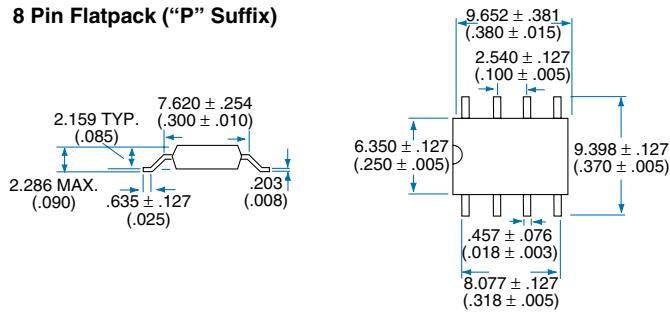 8 Pin Flatpack (“P” Suffix)
9.652 ± .381
(.380 ± .015)
2.540 ± .127
(.100 ± .005)
7.620 ± .254
(.300 ± .010)
2.159 TYP.
(.085)
6.350 ± .127
(.250 ± .005)
9.398 ± .127
(.370 ± .005)
2.286 MAX.
(.090)
.635 ± .127
(.025)
.203
(.008)
.457 ± .076
(.018 ± .003)
8.077 ± .127
(.318 ± .005)